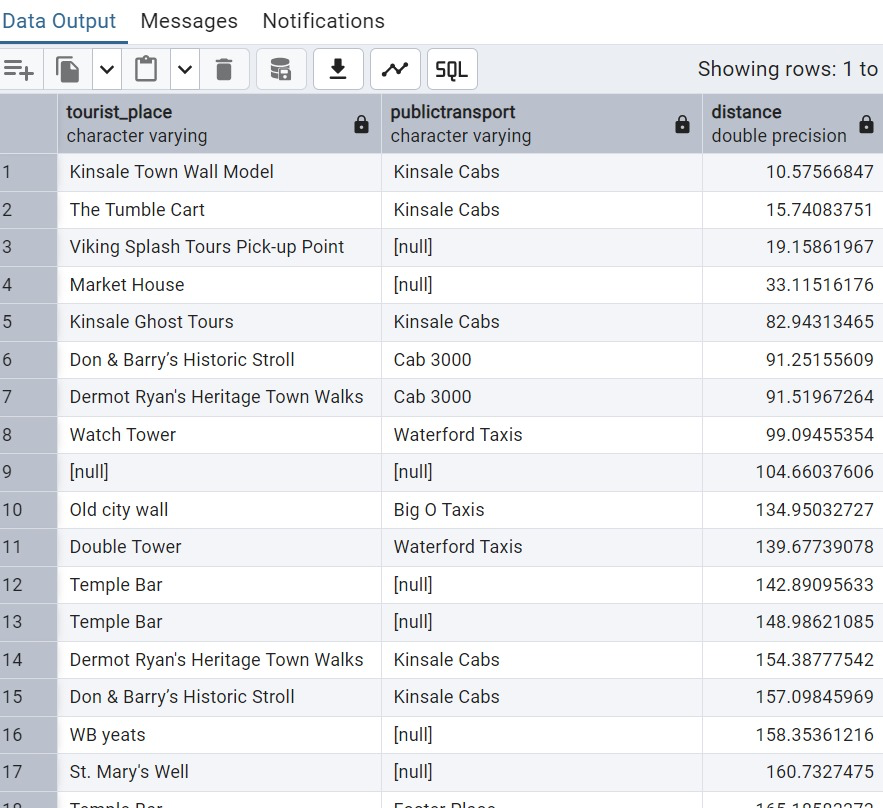 Data Output Messages Notifications
SQL Showing rows: 1 to
tourist_place publictransport distance
character varying character varying double precision
1 Kinsale Town Wall Model Kinsale Cabs 10.57566847
2 The Tumble Cart Kinsale Cabs 15.74083751
3 Viking Splash Tours Pick-up Point [null] 19.15861967
4 Market House [null] 33.11516176
5 Kinsale Ghost Tours Kinsale Cabs 82.94313465
6 Don & Barry’s Historic Stroll Cab 3000 91.25155609
7 Dermot Ryan's Heritage Town Walks Cab 3000 91.51967264
8 Watch Tower Waterford Taxis 99.09455354
9 [null] [null] 104.66037606
10 Old city wall Big O Taxis 134.95032727
11 Double Tower Waterford Taxis 139.67739078
12 Temple Bar [null] 142.89095633
13 Temple Bar [null] 148.98621085
14 Dermot Ryan's Heritage Town Walks Kinsale Cabs 154.38777542
15 Don & Barry’s Historic Stroll Kinsale Cabs 157.09845969
16 WB yeats [null] 158.35361216
17 St. Mary's Well [null] 160.7327475
18 Temple Bar